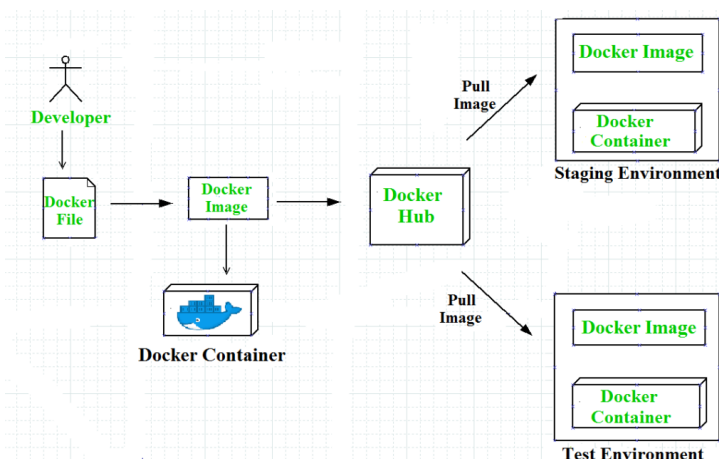 Developer
Docker
File
Docker
Image
Docker Container
Docker
Hub
Pull
Image
Docker Image
Docker
Container
Staging Environment
Pull
Image
Docker Image
Docker
Container
Test Environment